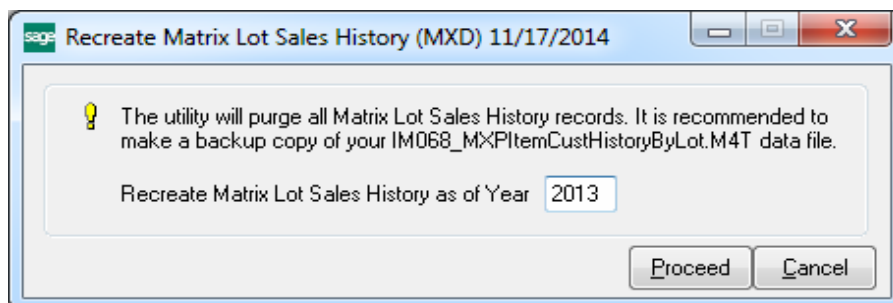 sage Recreate Matrix Lot Sales History (MXD) 11/17/2014
The utility will purge all Matrix Lot Sales History records. It is recommended to
make a backup copy of your IM068_MXPItemCustHistoryByLot.M4T data file.
Recreate Matrix Lot Sales History as of Year 2013
Proceed Cancel